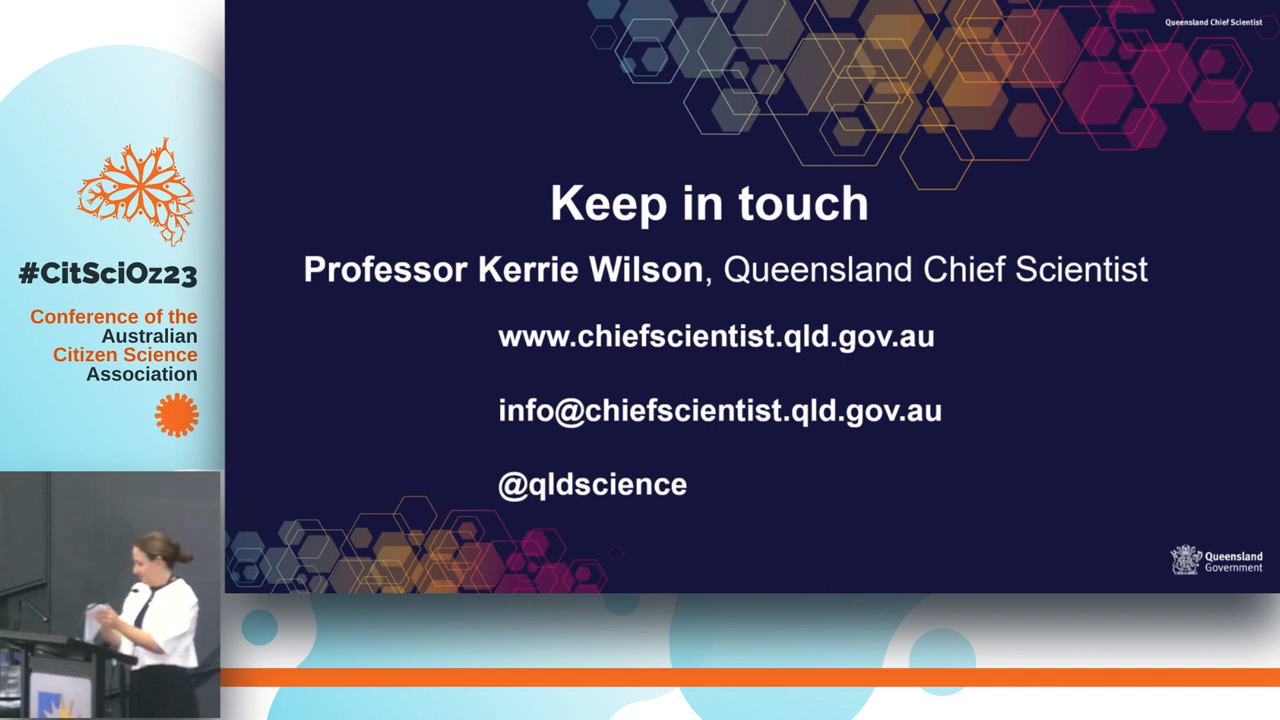 Queensland Chief Scientist
#CitSciOz23
Conference of the
Australian
Citizen Science
Association
Keep in touch
Professor Kerrie Wilson, Queensland Chief Scientist
www.chiefscientist.qld.gov.au
info@chiefscientist.qld.gov.au
@qldscience
Queensland
Government